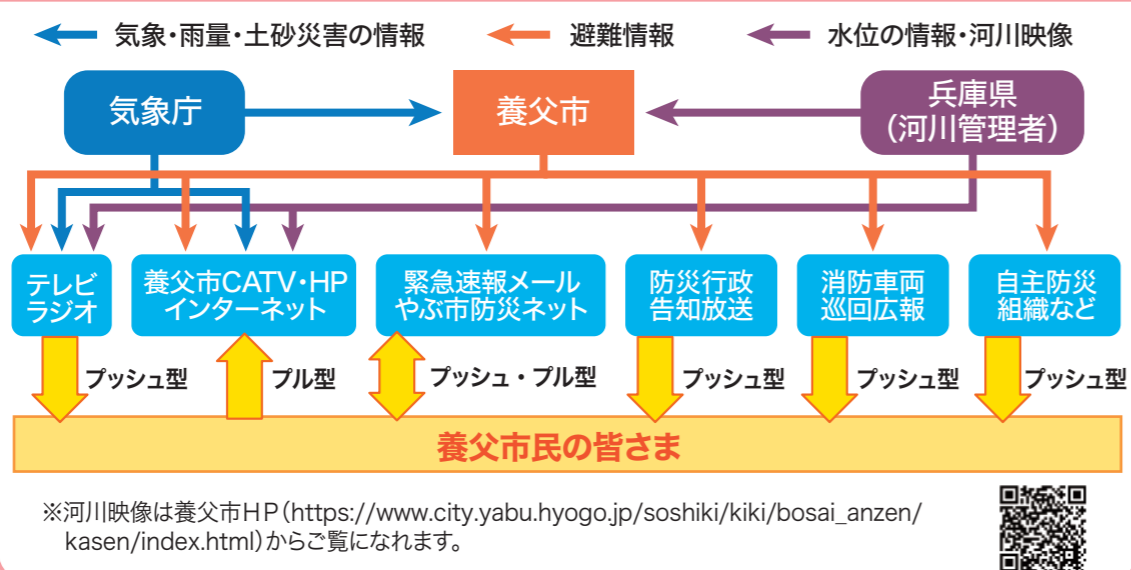 気象・雨量・土砂災害の情報
避難情報
水位の情報・河川映像
気象庁
養父市
兵庫県
（河川管理者）
テレビ
ラジオ
養父市CATV・HP
インターネット
緊急速報メール
やぶ市防災ネット
防災行政
告知放送
消防車両
巡回広報
自主防災
組織など
プッシュ型
プル型
プッシュ・プル型
プッシュ型
プッシュ型
プッシュ型
養父市民の皆さま
※河川映像は養父市HP（https://www.city.yabu.hyogo.jp/soshiki/kiki/bosai_anzen/
kasen/index.html）からご覧になれます。